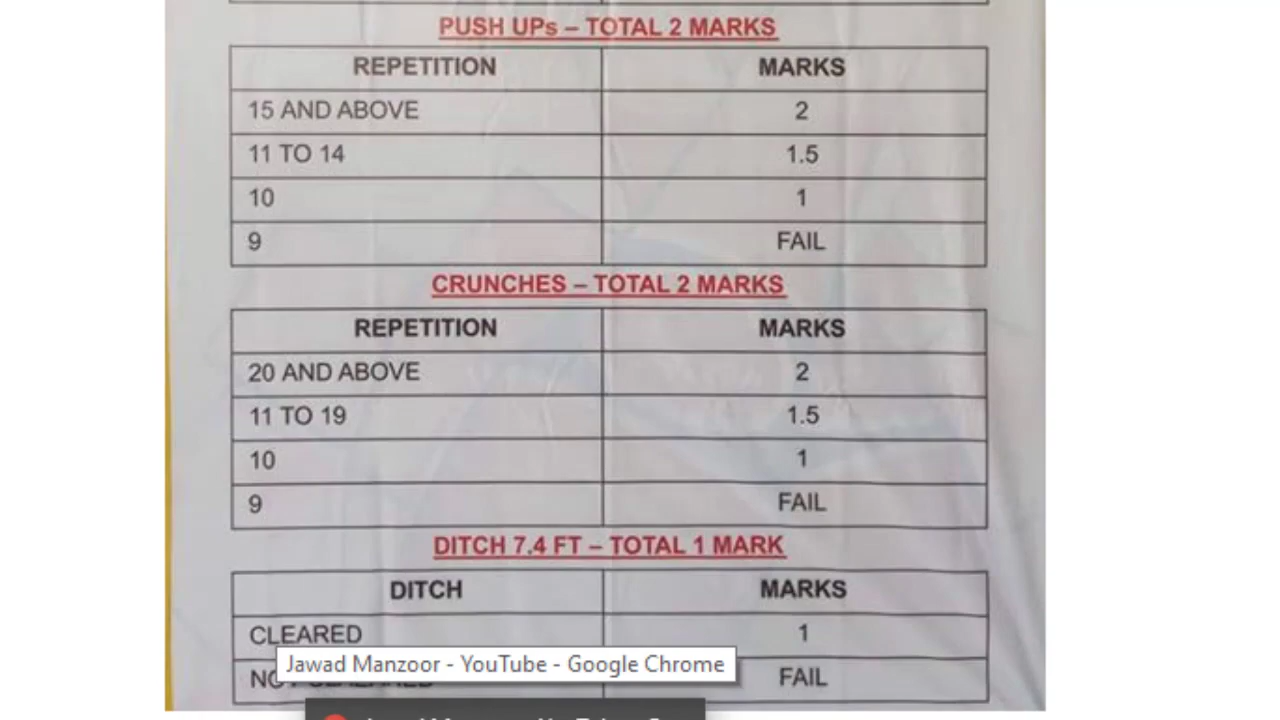 PUSH UPs – TOTAL 2 MARKS
REPETITION MARKS
15 AND ABOVE 2
11 TO 14 1.5
10 1
9 FAIL
CRUNCHES – TOTAL 2 MARKS
REPETITION MARKS
20 AND ABOVE 2
11 TO 19 1.5
10 1
9 FAIL
DITCH 7.4 FT – TOTAL 1 MARK
DITCH MARKS
CLEARED 1
Jawad Manzoor - YouTube - Google Chrome
FAIL